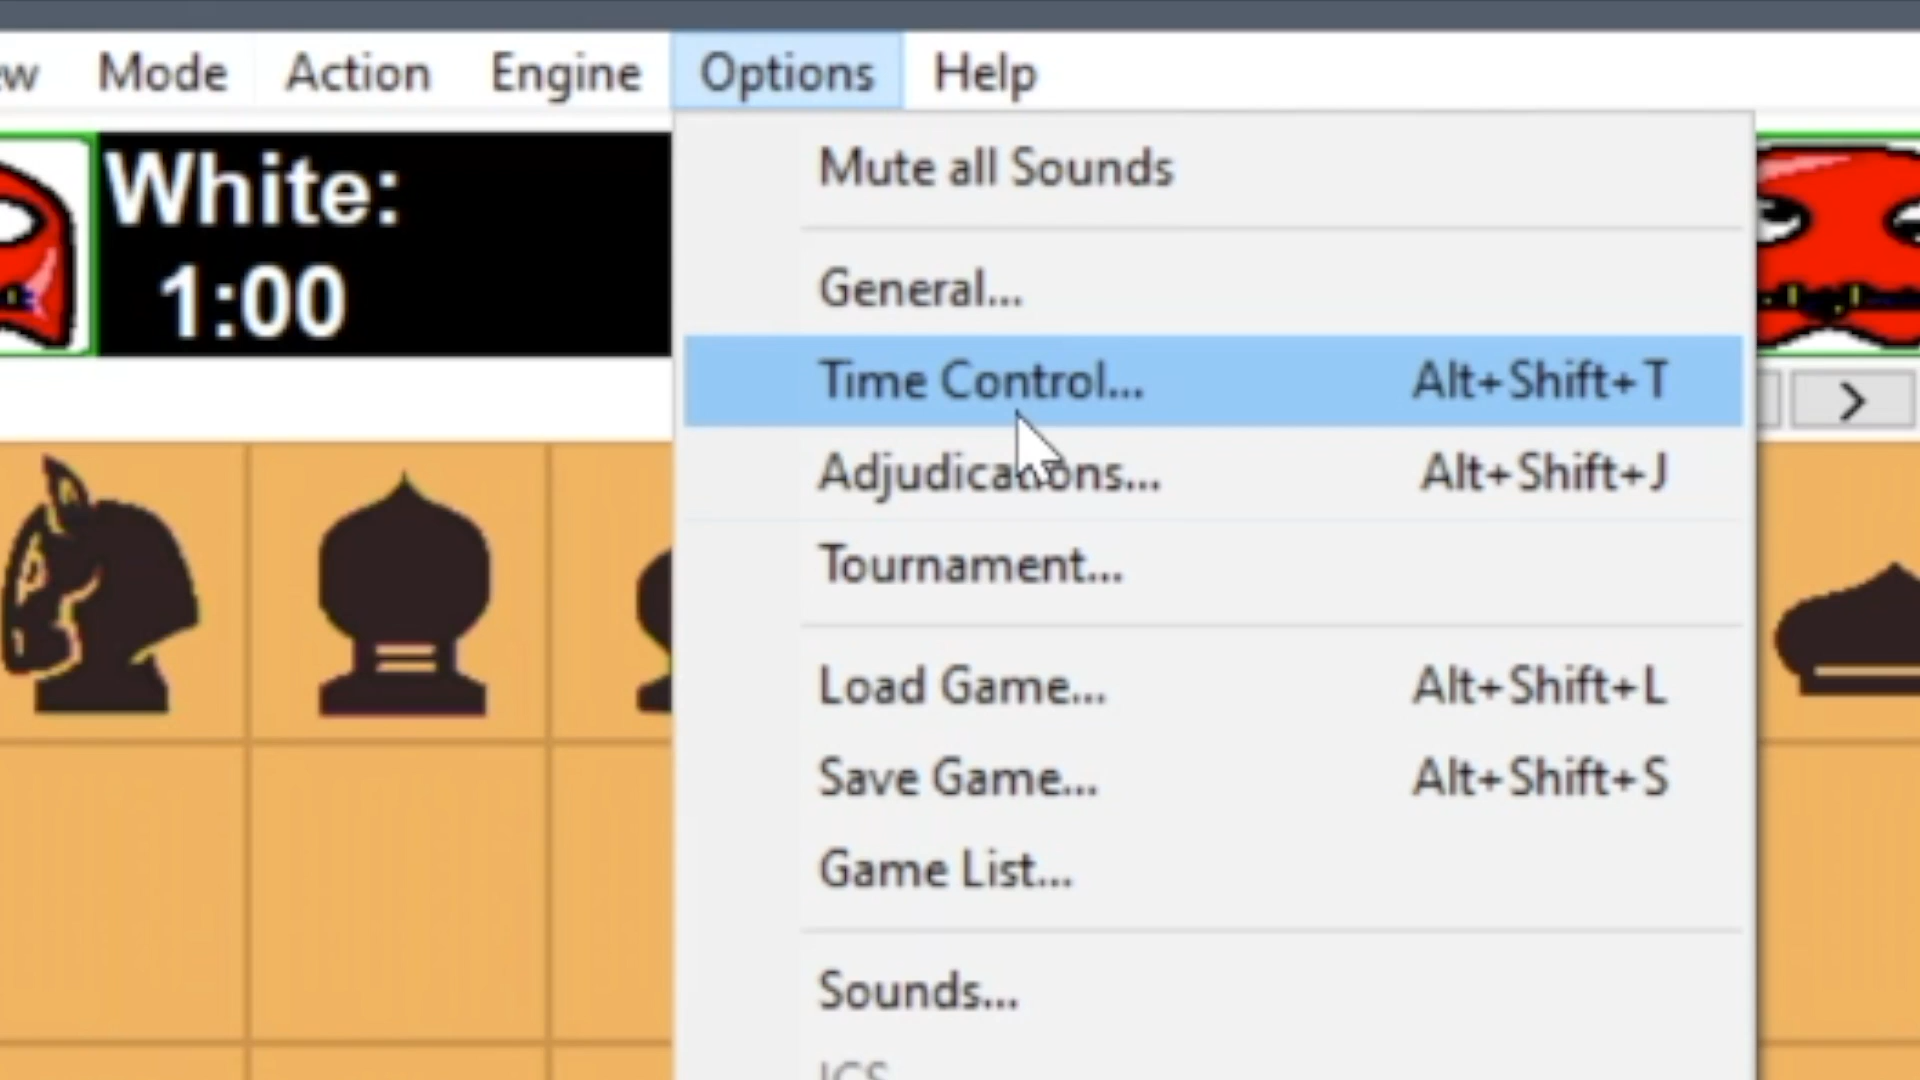 Mode Action Engine Options Help
White:
1:00
Mute all Sounds
General...
Time Control... Alt+Shift+T
Adjudications... Alt+Shift+J
Tournament...
Load Game... Alt+Shift+L
Save Game... Alt+Shift+S
Game List...
Sounds...